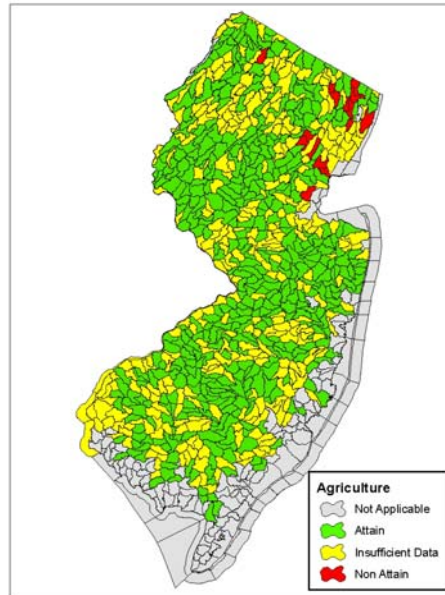 Agriculture
Not Applicable
Attain
Insufficient Data
Non Attain